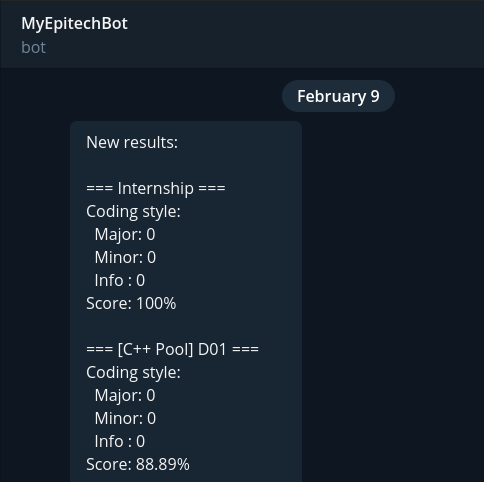 MyEpitechBot
bot
February 9
New results:
=== Internship ===
Coding style:
Major: 0
Minor: 0
Info : 0
Score: 100%
=== [C++ Pool] D01 ===
Coding style:
Major: 0
Minor: 0
Info : 0
Score: 88.89%